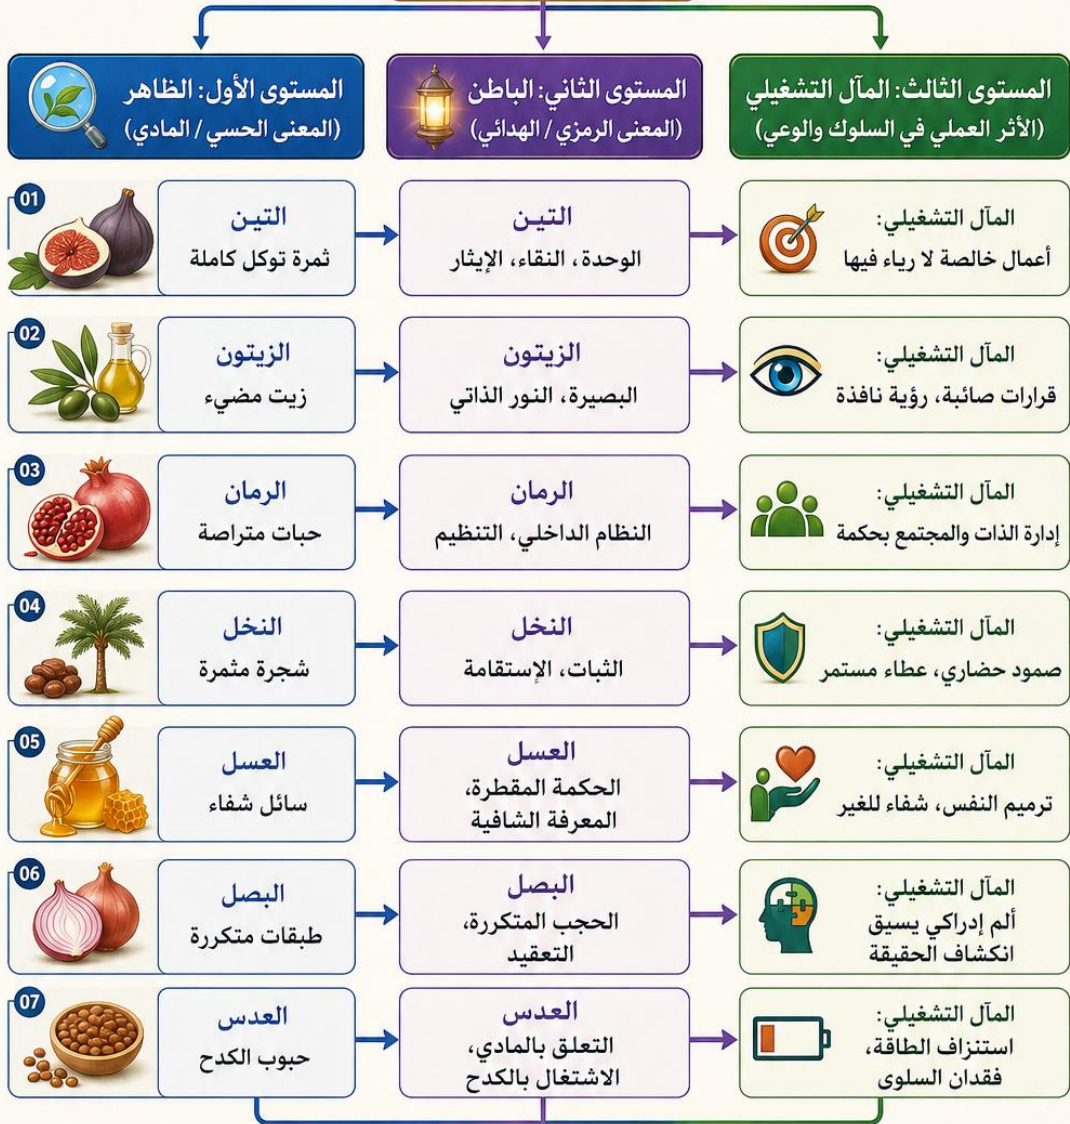 المستوى الأول: الظاهر
(المعنى الحسي / المادي)
المستوى الثاني: الباطن
(المعنى الرمزي / الهدائي)
المستوى الثالث: المآل التشغيلي
(الأثر العملي في السلوك والوعي)
01
التين
ثمرة توكل كاملة
التين
الوحدة، النقاء، الإيثار
المآل التشغيلي:
أعمال خالصة لا رياء فيها
02
الزيتون
زيت مضيء
الزيتون
البصيرة، النور الذاتي
المآل التشغيلي:
قرارات صائبة، رؤية نافذة
03
الرمان
حبات متراصة
الرمان
النظام الداخلي، التنظيم
المآل التشغيلي:
إدارة الذات والمجتمع بحكمة
04
النخل
شجرة مثمرة
النخل
الثبات، الإستقامة
المآل التشغيلي:
صمود حضاري، عطاء مستمر
05
العسل
سائل شفاء
العسل
الحكمة المقطرة،
المعرفة الشافية
المآل التشغيلي:
ترميم النفس، شفاء للغير
06
البصل
طبقات متكررة
البصل
الحجب المتكررة،
التعقيد
المآل التشغيلي:
ألم إدراكي يسيق
انكشاف الحقيقة
07
العدس
حبوب الكدح
العدس
التعلق بالمادي،
الاشتغال بالكدح
المآل التشغيلي:
استنزاف الطاقة،
فقدان السلوى